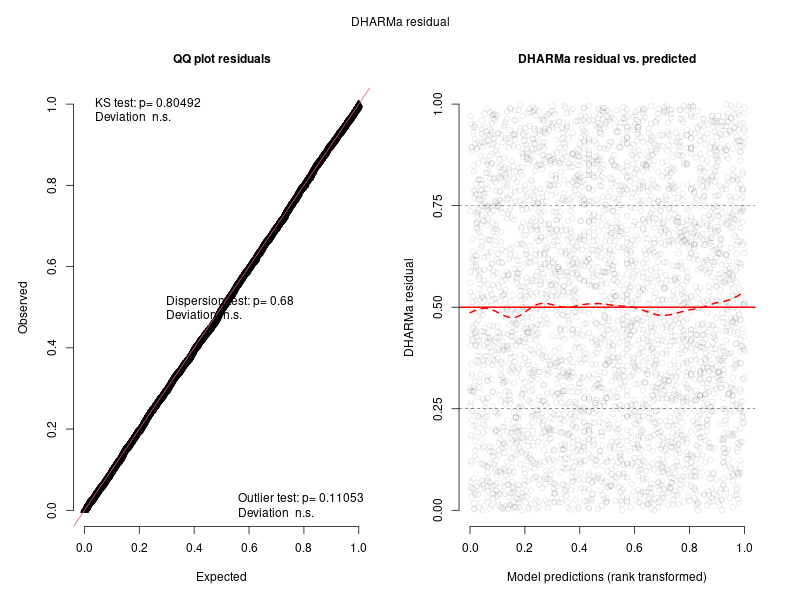 DHARMa residual
QQ plot residuals
KS test: p= 0.80492
Deviation n.s.
Dispersion test: p= 0.68
Deviation n.s.
Outlier test: p= 0.11053
Deviation n.s.
Observed
0.0 0.2 0.4 0.6 0.8 1.0
0.0 0.2 0.4 0.6 0.8 1.0
Expected
DHARMa residual vs. predicted
DHARMa residual
0.00 0.25 0.50 0.75 1.00
0.0 0.2 0.4 0.6 0.8 1.0
Model predictions (rank transformed)